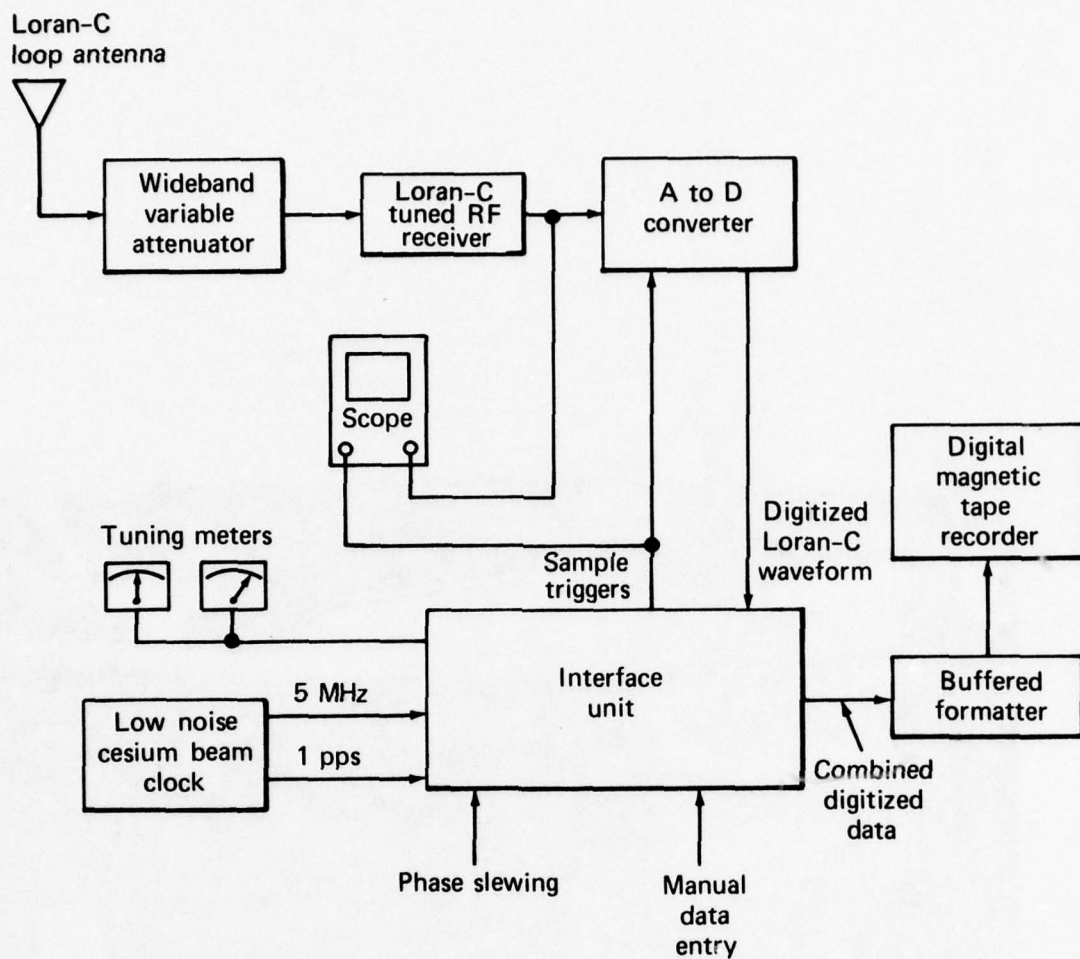 Loran-C
loop antenna
Wideband
variable
attenuator
Loran-C
tuned RF
receiver
A to D
converter
Scope
Digital
magnetic
tape
recorder
Tuning meters
Sample
triggers
Digitized
Loran-C
waveform
Interface
unit
Buffered
formatter
5 MHz
Low noise
cesium beam
clock
1 pps
Combined
digitized
data
Phase slewing
Manual
data
entry